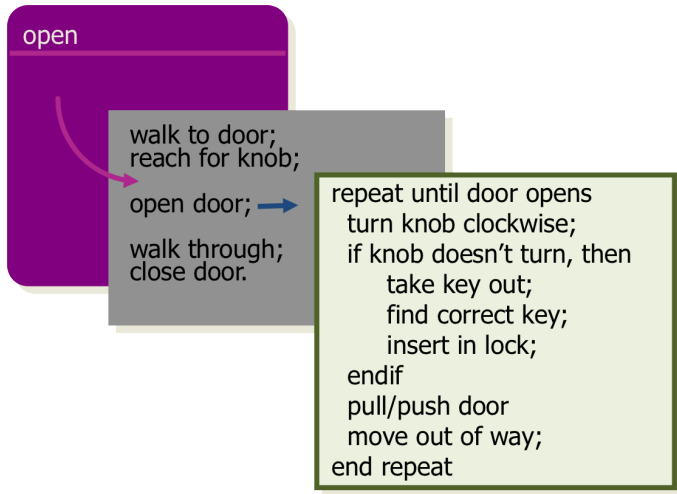 open
walk to door;
reach for knob;
open door;
walk through;
close door.
repeat until door opens
turn knob clockwise;
if knob doesn’t turn, then
take key out;
find correct key;
insert in lock;
endif
pull/push door
move out of way;
end repeat